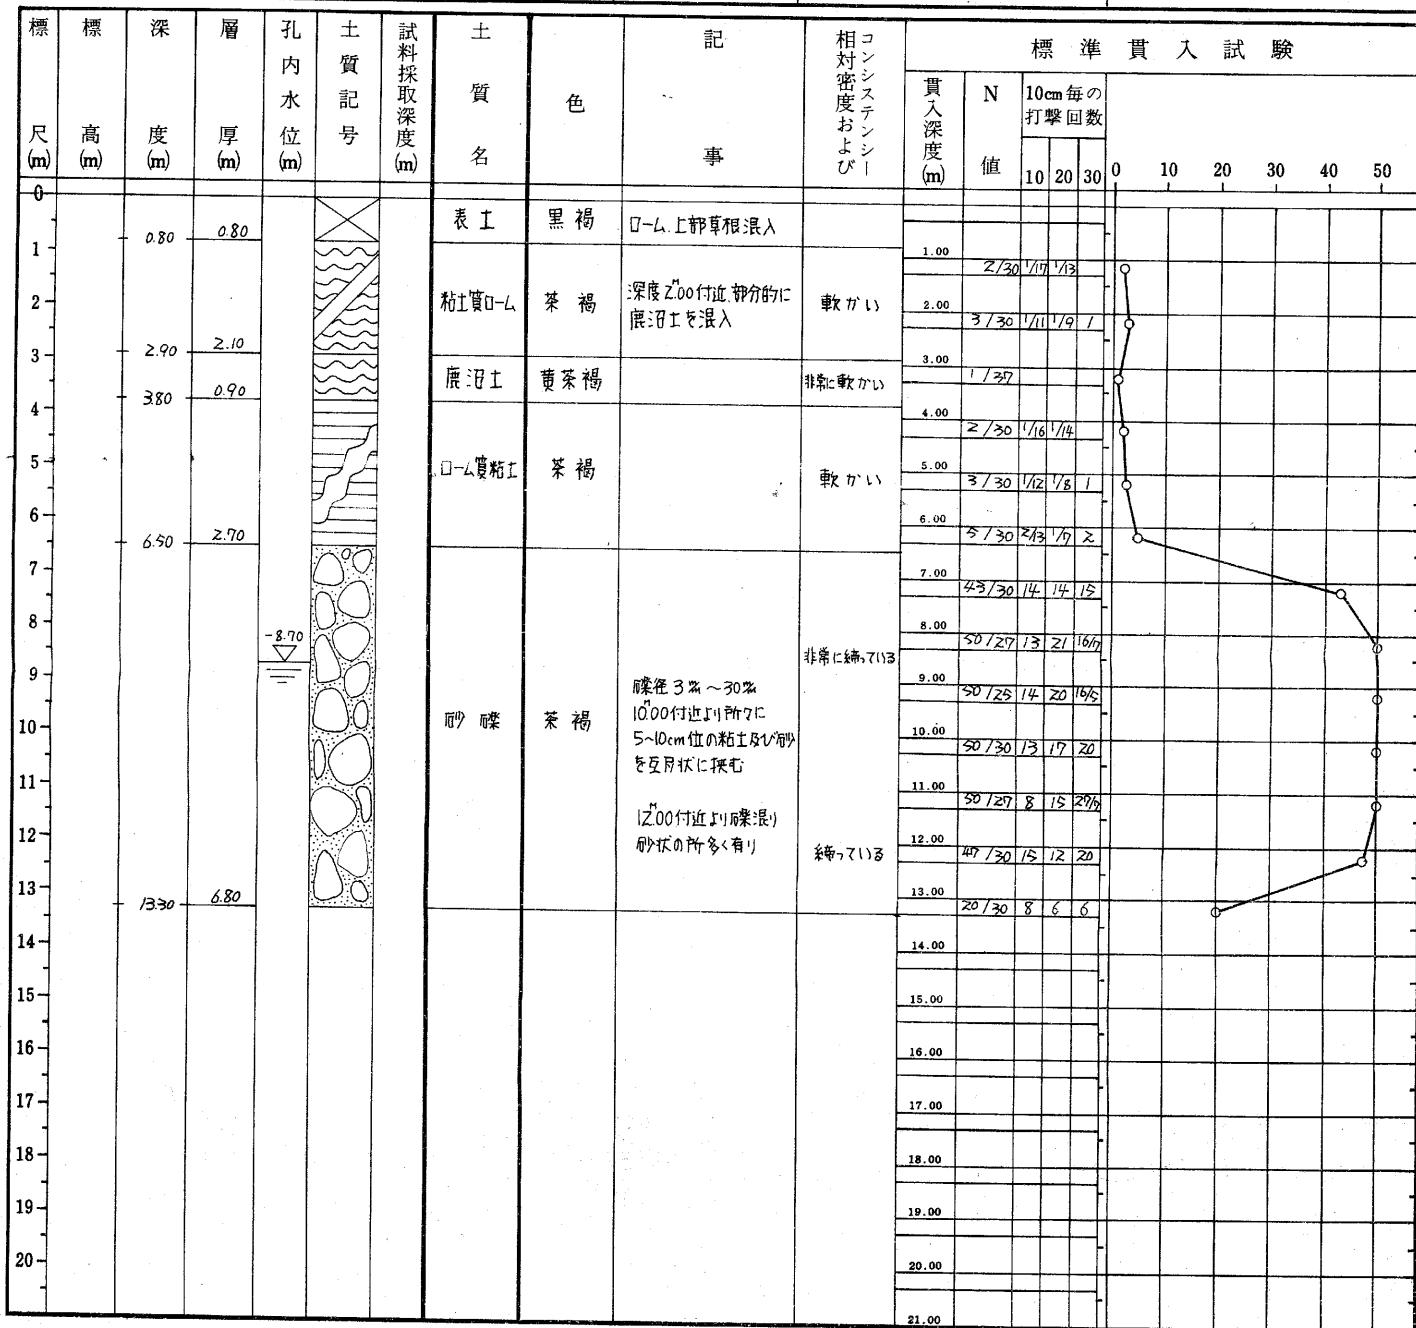 標尺(m) 標高(m) 深度(m) 層厚(m) 孔内水位(m) 土質記号 試料採取深度(m) 土質名 色 記事 相対密度およびコンシステンシー 標準貫入試験
貫入深度(m) N値 10cm毎の打撃回数 0 10 20 30 40 50
10 20 30
0
表土 黒褐 ローム、上部草根混入
0.80 0.80
1 1.00
2/30 1/17 1/13
粘土質ローム 茶褐 深度2.00M付近、部分的に
鹿沼土を混入
軟かい
2 2.00
3/30 1/11 1/9 1
2.90 2.10
3 3.00
鹿沼土 黄茶褐 非常に軟かい
1/37
3.80 0.90
4 4.00
2/30 1/16 1/14
ローム質粘土 茶褐 軟かい
5 5.00
3/30 1/12 1/8 1
6 6.00
5/30 2/13 1/7 2
6.50 2.70
7 7.00
43/30 14 14 15
8 8.00
50/27 13 21 16/7
-8.70
非常に締っている
9 9.00
50/25 14 20 16/5
砂礫 茶褐
礫径3㎜~30㎜
10.00M付近より所々に
5~10cm位の粘土及び砂
を互層状に挟む
10 10.00
50/30 13 17 20
11 11.00
50/27 8 15 27/7
12.00M付近より礫混り
砂状の所多く有り
締っている
12 12.00
47/30 15 12 20
13 13.00
20/30 8 6 6
13.30 6.80
14 14.00
15 15.00
16 16.00
17 17.00
18 18.00
19 19.00
20 20.00
21.00